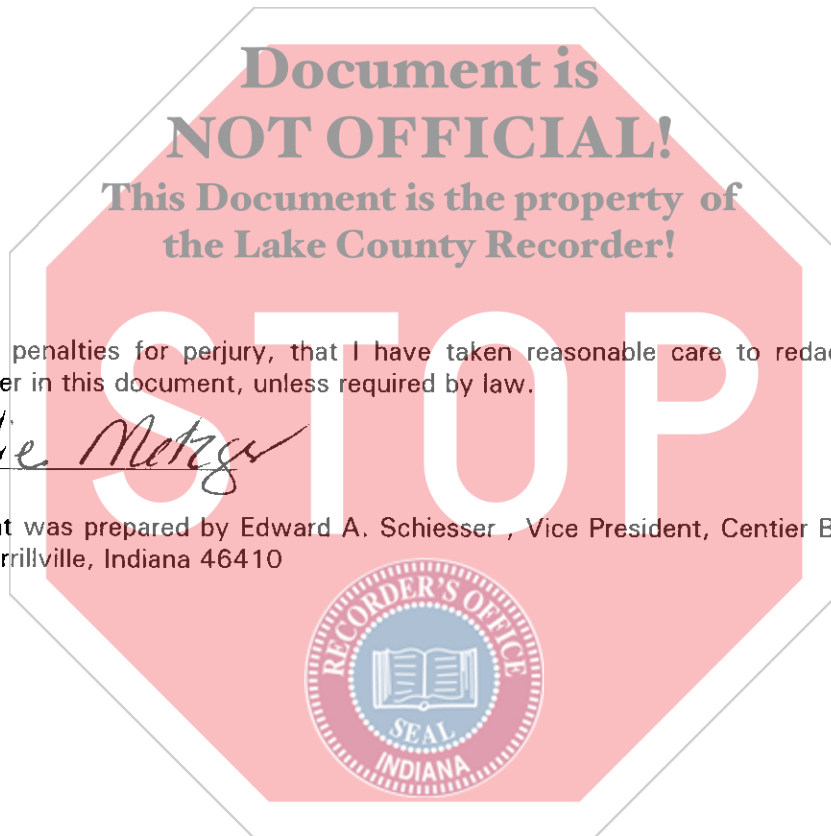 Document is
NOT OFFICIAL!
This Document is the property of
the Lake County Recorder!
STOP
penalties for perjury, that I have taken reasonable care to redac
er in this document, unless required by law.
ie Metzger
t was prepared by Edward A. Schiesser , Vice President, Centier B
rrillville, Indiana 46410
RECORDER'S OFFICE
SEAL
INDIANA